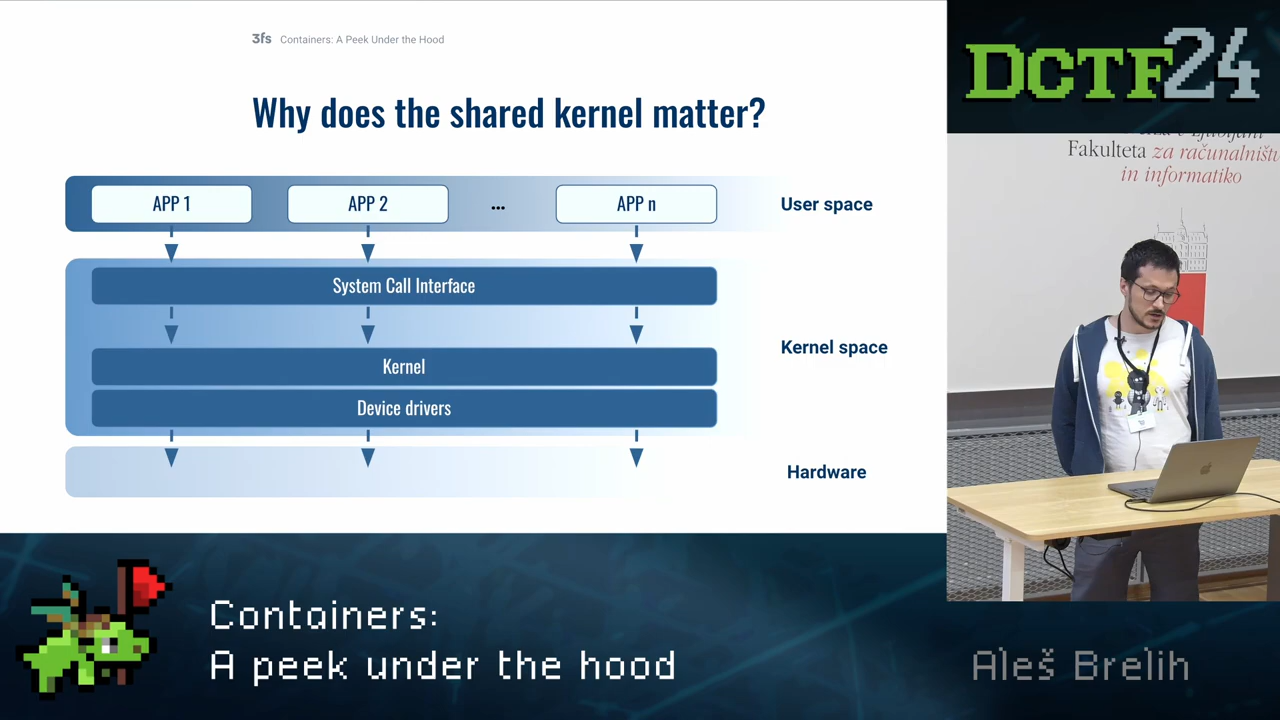 3fs Containers: A Peek Under the Hood
Why does the shared kernel matter?
APP 1
APP 2
...
APP n
User space
System Call Interface
Kernel
Device drivers
Kernel space
Hardware
DCTF24
Fakulteta za računalništvo
in informatiko
Containers:
A peek under the hood
Aleš Brelih